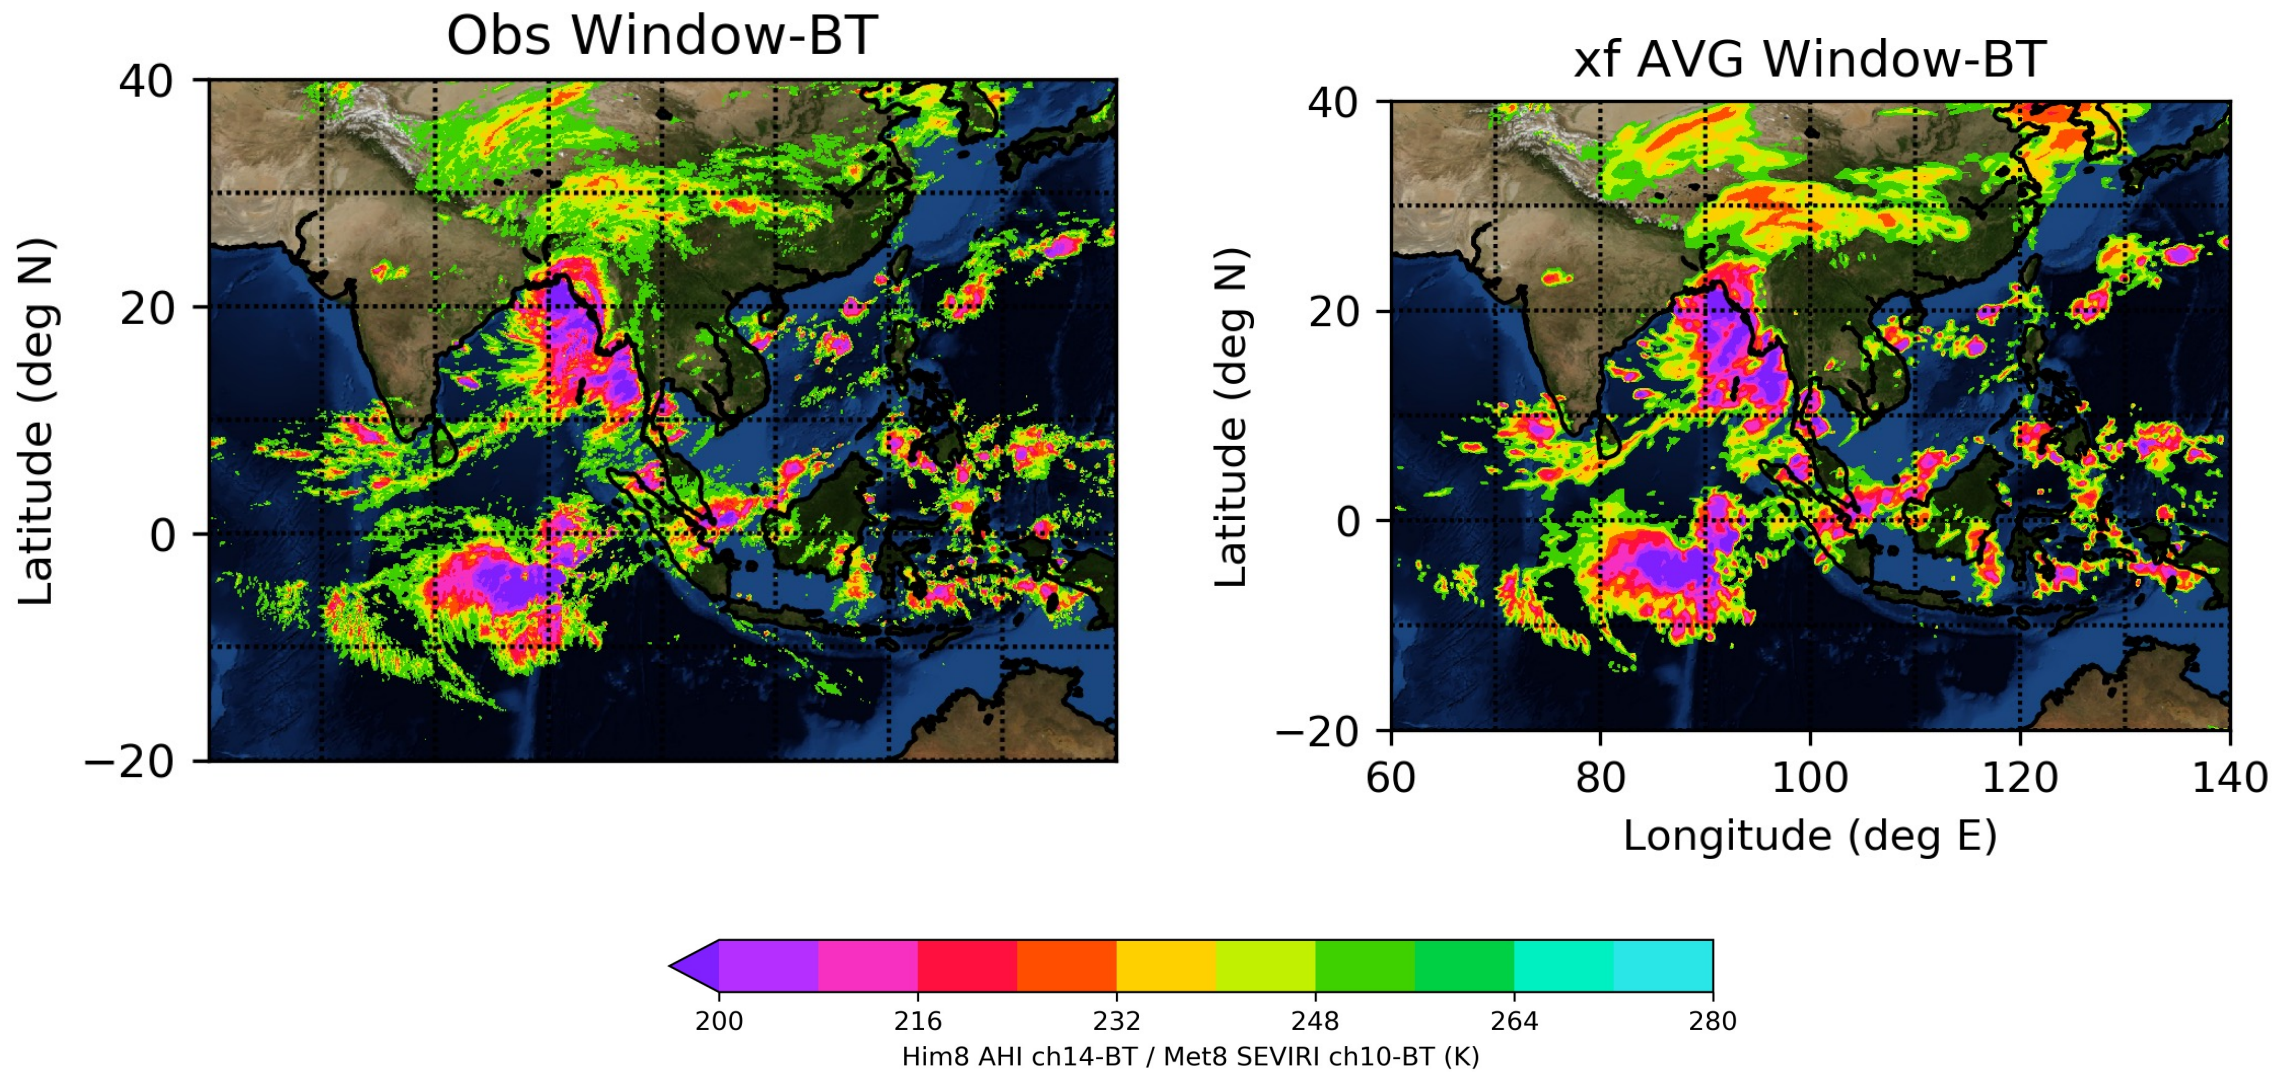 Obs Window-BT
40
20
0
−20
Latitude (deg N)
xf AVG Window-BT
40
20
0
−20
Latitude (deg N)
60 80 100 120 140
Longitude (deg E)
200 216 232 248 264 280
Him8 AHI ch14-BT / Met8 SEVIRI ch10-BT (K)